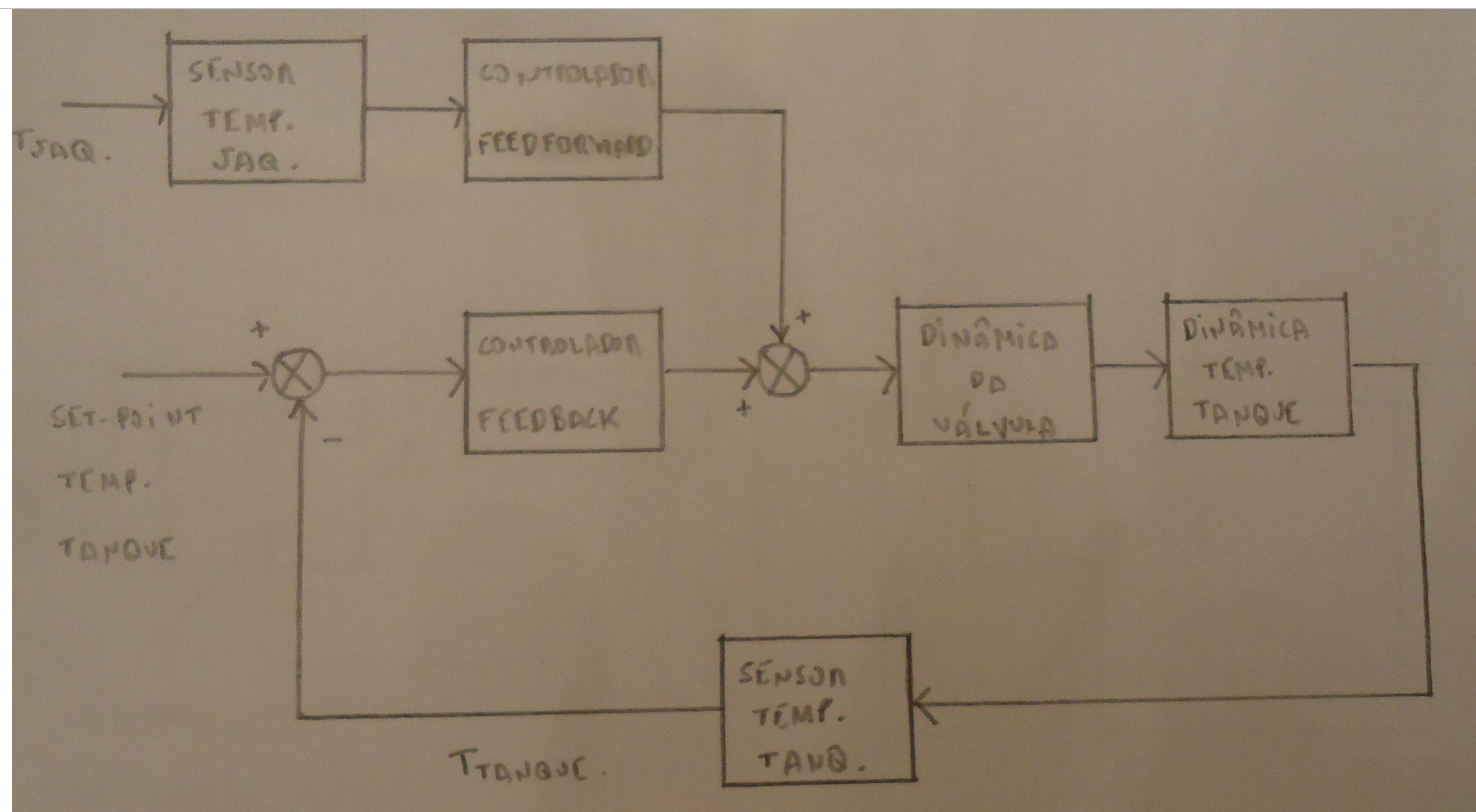 SENSOR
TEMP.
JAQ.
CONTROLADOR
FEEDFORWARD
TJAQ.
+
+
+
-
SET-POINT
TEMP.
TANQUE
CONTROLADOR
FEEDBACK
DINÂMICA
DA
VÁLVULA
DINÂMICA
TEMP.
TANQUE
SENSOR
TEMP.
TANQ.
TTANQUE.